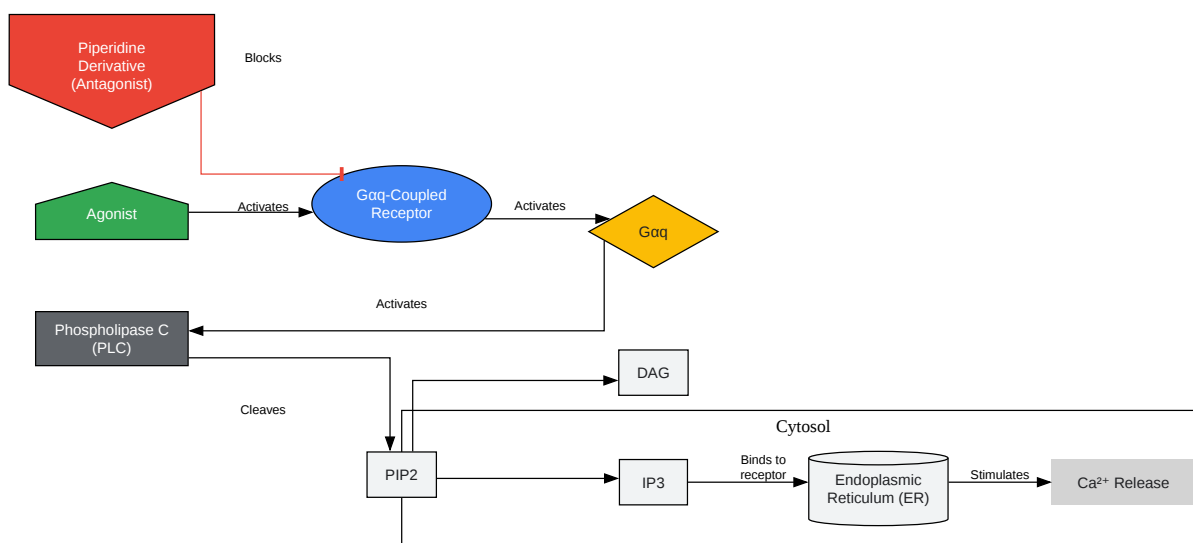 Piperidine
Derivative
(Antagonist)
Blocks
Agonist
Activates
Gαq-Coupled
Receptor
Activates
Gαq
Activates
Phospholipase C
(PLC)
Cleaves
DAG
Cytosol
PIP2
IP3
Binds to
receptor
Endoplasmic
Reticulum (ER)
Stimulates
Ca²⁺ Release